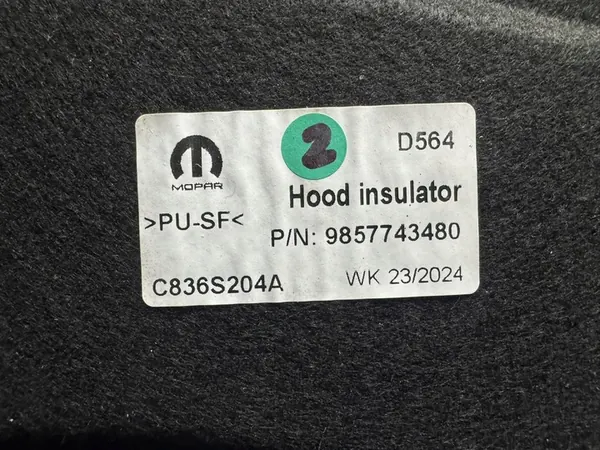 2
D564
MOPAR
Hood insulator
>PU-SF<
P/N: 9857743480
C836S204A
WK 23/2024